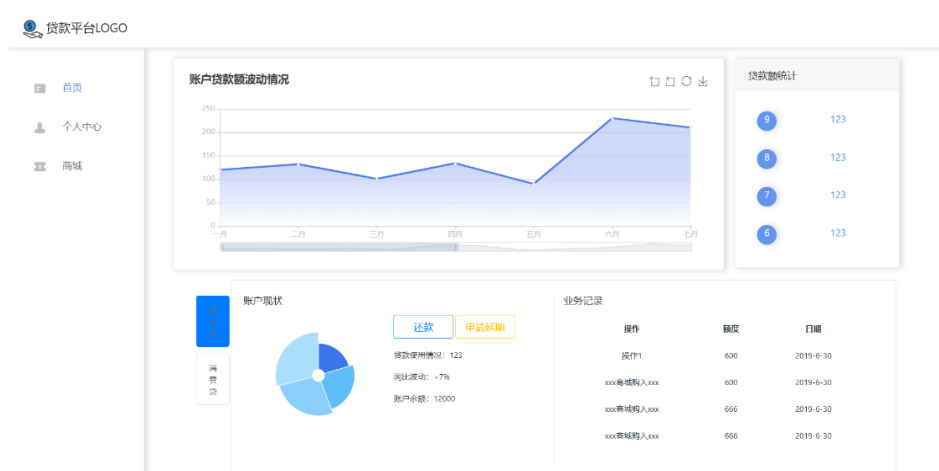 贷款平台LOGO
首页
个人中心
商城
账户贷款额波动情况
250
200
150
100
50
0
一月 二月 三月 四月 五月 六月 七月
贷款额统计
9 123
8 123
7 123
6 123
消费贷
账户现状
还款 申请延期
贷款使用情况：123
同比波动：+7%
账户余额：12000
业务记录
操作 额度 日期
操作1 600 2019-6-30
xxx商城购入xxx 600 2019-6-30
xxx商城购入xxx 666 2019-6-30
xxx商城购入xxx 666 2019-6-30